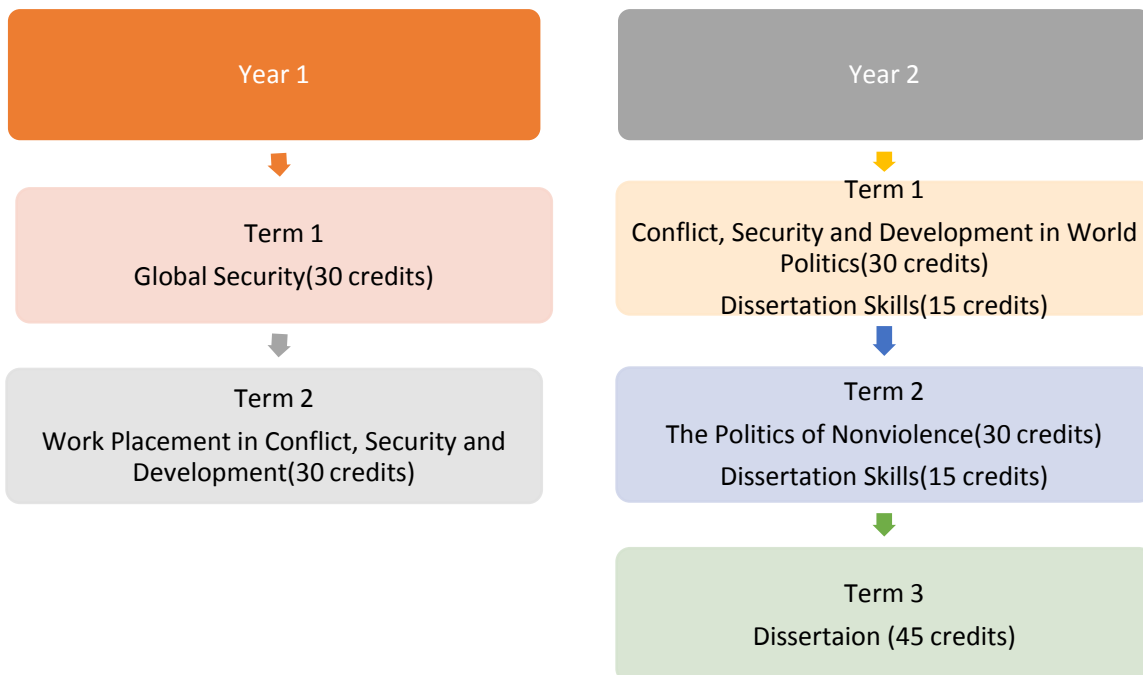 Year 1
Term 1
Global Security(30 credits)
Term 2
Work Placement in Conflict, Security and
Development(30 credits)
Year 2
Term 1
Conflict, Security and Development in World
Politics(30 credits)
Dissertation Skills(15 credits)
Term 2
The Politics of Nonviolence(30 credits)
Dissertation Skills(15 credits)
Term 3
Dissertaion (45 credits)